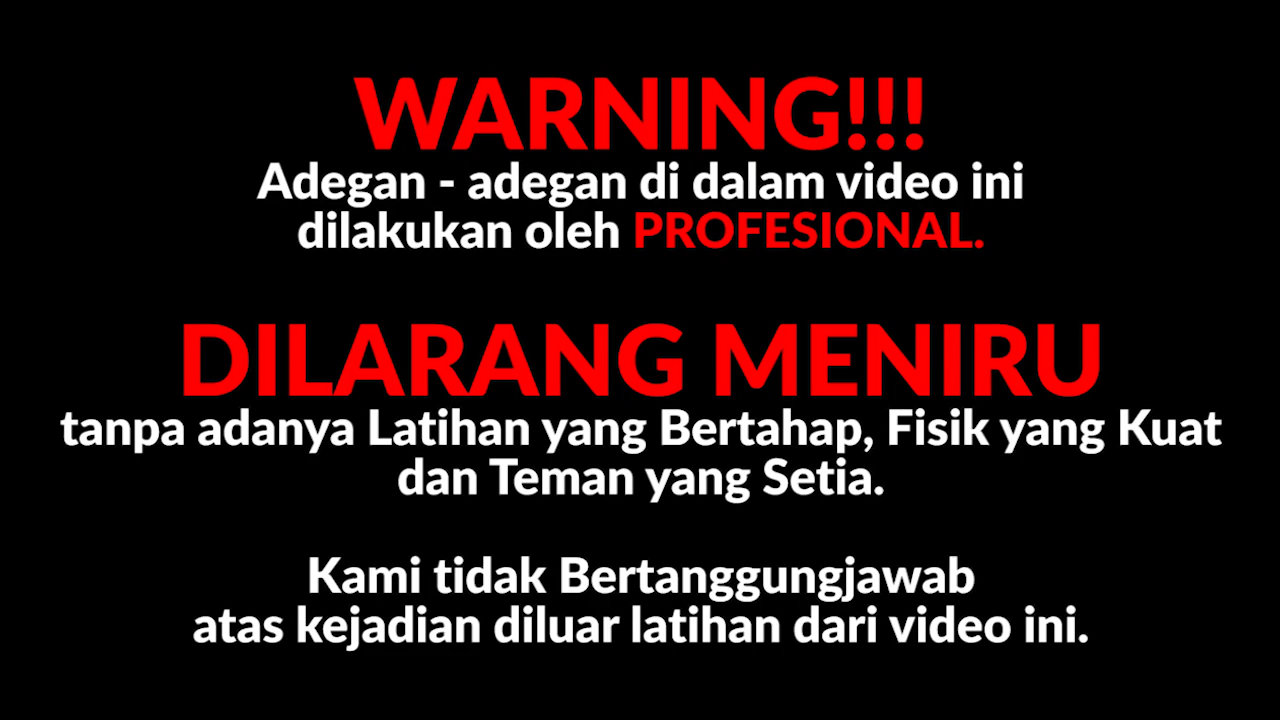 WARNING!!!
Adegan - adegan di dalam video ini
dilakukan oleh PROFESIONAL.
DILARANG MENIRU
tanpa adanya Latihan yang Bertahap, Fisik yang Kuat
dan Teman yang Setia.
Kami tidak Bertanggungjawab
atas kejadian diluar latihan dari video ini.